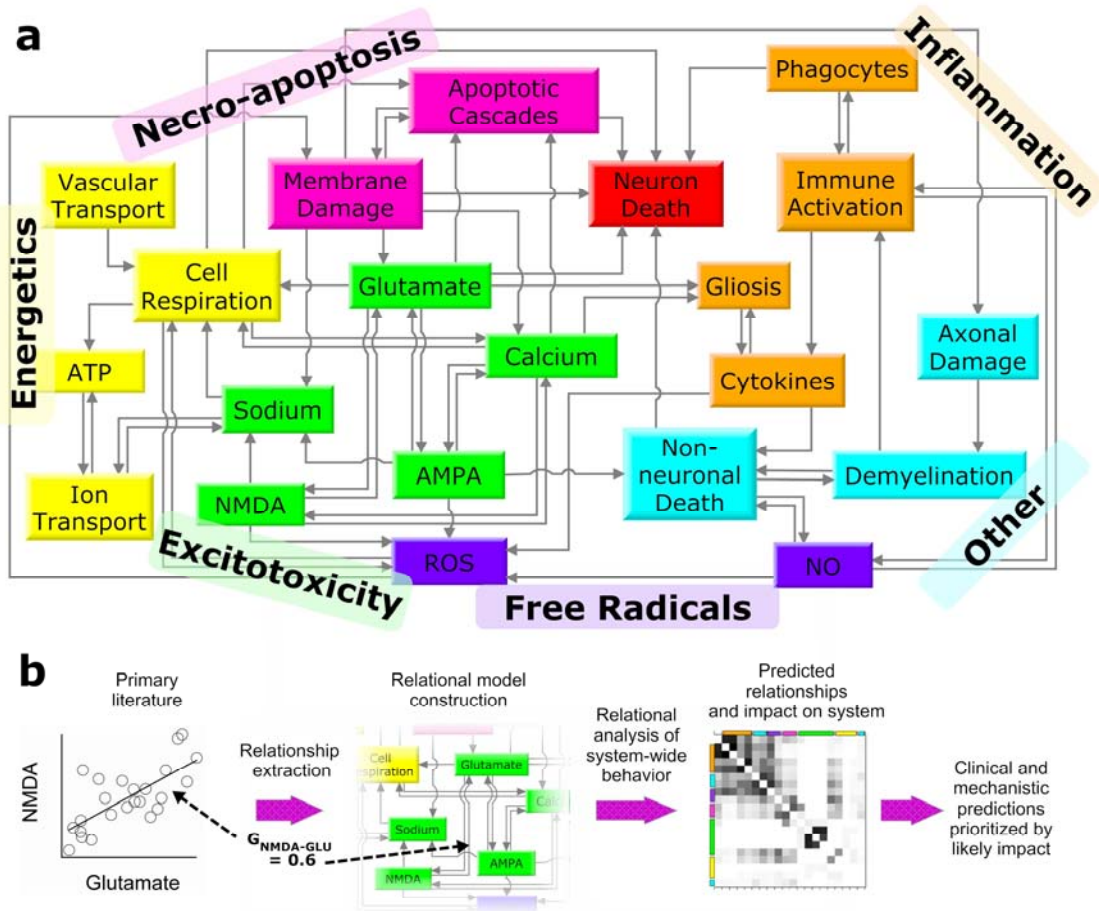 a
Necro-apoptosis
Inflammation
Apoptotic
Cascades
Phagocytes
Vascular
Transport
Membrane
Damage
Neuron
Death
Immune
Activation
Energetics
Cell
Respiration
Glutamate
Gliosis
Calcium
Axonal
Damage
ATP
Cytokines
Sodium
Non-
neuronal
Death
AMPA
Demyelination
Ion
Transport
NMDA
Other
Excitotoxicity
ROS
NO
Free Radicals
b
Primary
literature
NMDA
Glutamate
Relationship
extraction
G_NMDA-GLU
= 0.6
Relational model
construction
Cell
espiration
Glutamate
Calc
Sodium
AMPA
NMDA
Relational
analysis of
system-wide
behavior
Predicted
relationships
and impact on system
Clinical and
mechanistic
predictions
prioritized by
likely impact